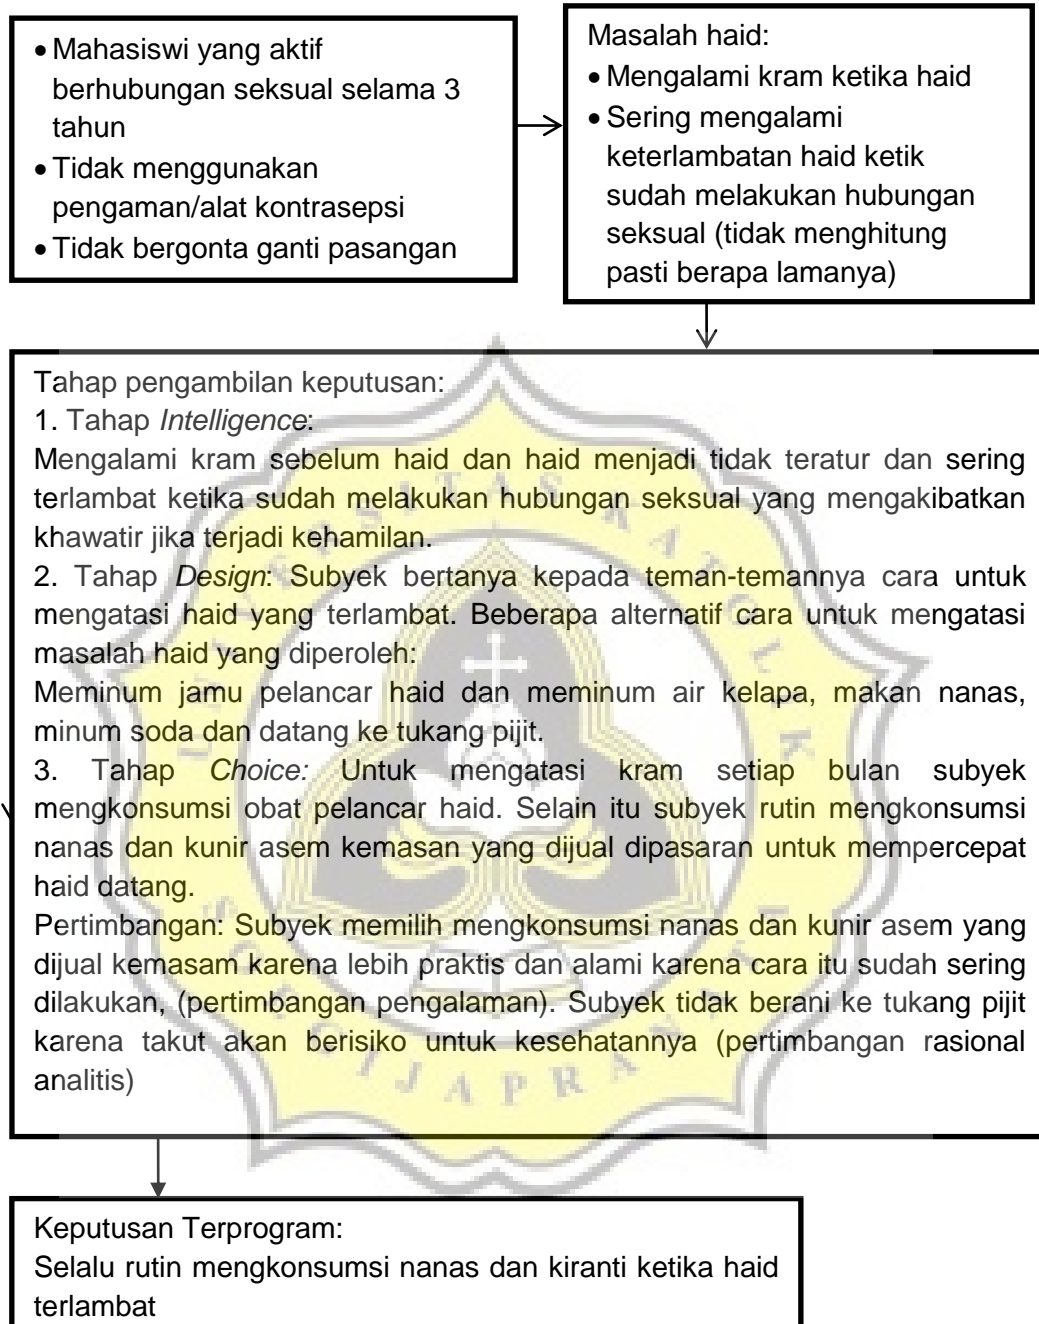 • Mahasiswi yang aktif
berhubungan seksual selama 3
tahun
• Tidak menggunakan
pengaman/alat kontrasepsi
• Tidak bergonta ganti pasangan
Masalah haid:
• Mengalami kram ketika haid
• Sering mengalami
keterlambatan haid ketik
sudah melakukan hubungan
seksual (tidak menghitung
pasti berapa lamanya)
Tahap pengambilan keputusan:
1. Tahap Intelligence:
Mengalami kram sebelum haid dan haid menjadi tidak teratur dan sering
terlambat ketika sudah melakukan hubungan seksual yang mengakibatkan
khawatir jika terjadi kehamilan.
2. Tahap Design: Subyek bertanya kepada teman-temannya cara untuk
mengatasi haid yang terlambat. Beberapa alternatif cara untuk mengatasi
masalah haid yang diperoleh:
Meminum jamu pelancar haid dan meminum air kelapa, makan nanas,
minum soda dan datang ke tukang pijit.
3. Tahap Choice: Untuk mengatasi kram setiap bulan subyek
mengkonsumsi obat pelancar haid. Selain itu subyek rutin mengkonsumsi
nanas dan kunir asem kemasan yang dijual dipasaran untuk mempercepat
haid datang.
Pertimbangan: Subyek memilih mengkonsumsi nanas dan kunir asem yang
dijual kemasam karena lebih praktis dan alami karena cara itu sudah sering
dilakukan, (pertimbangan pengalaman). Subyek tidak berani ke tukang pijit
karena takut akan berisiko untuk kesehatannya (pertimbangan rasional
analitis)
UNIVERSITAS KATOLIK
SOEGIJAPRANATA
Keputusan Terprogram:
Selalu rutin mengkonsumsi nanas dan kiranti ketika haid
terlambat